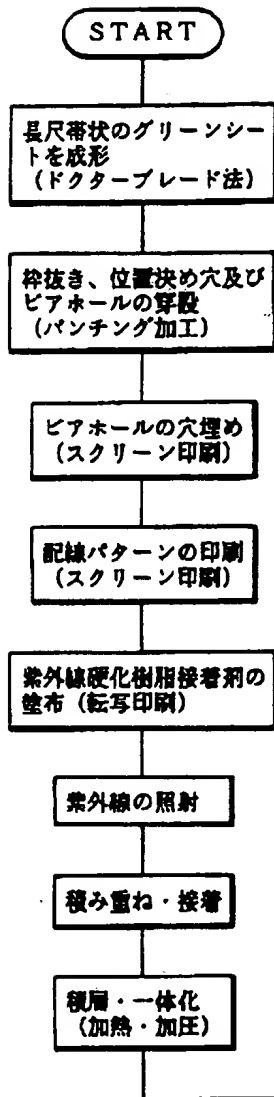 START
長尺帯状のグリーンシー
トを成形
(ドクターブレード法)
枠抜き、位置決め穴及び
ビアホールの穿設
(パンチング加工)
ビアホールの穴埋め
(スクリーン印刷)
配線パターンの印刷
(スクリーン印刷)
紫外線硬化樹脂接着剤の
塗布(転写印刷)
紫外線の照射
積み重ね・接着
積層・一体化
(加熱・加圧)